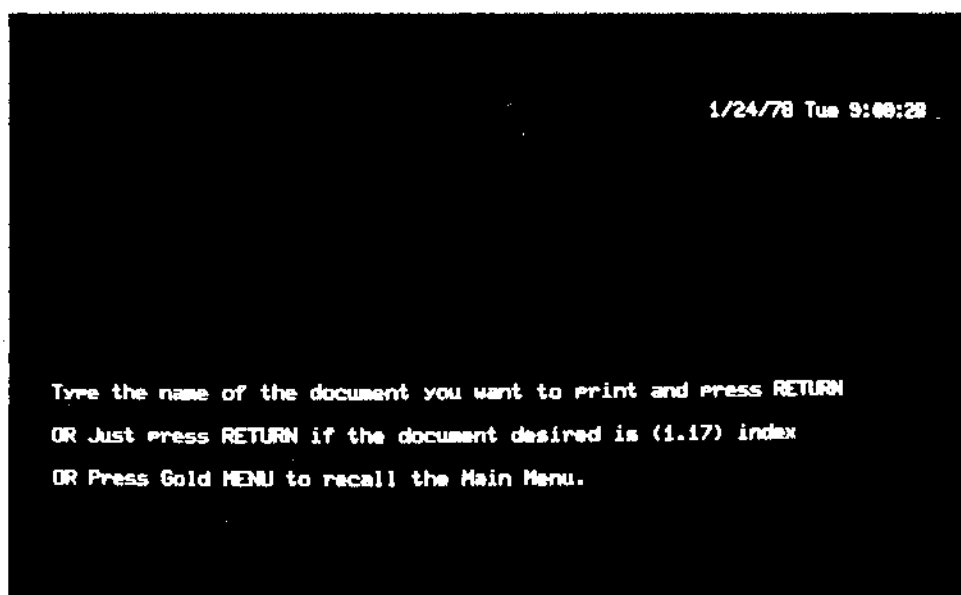 1/24/78 Tue 9:00:20
Type the name of the document you want to print and press RETURN
OR Just press RETURN if the document desired is (1.17) index
OR Press Gold MENU to recall the Main Menu.